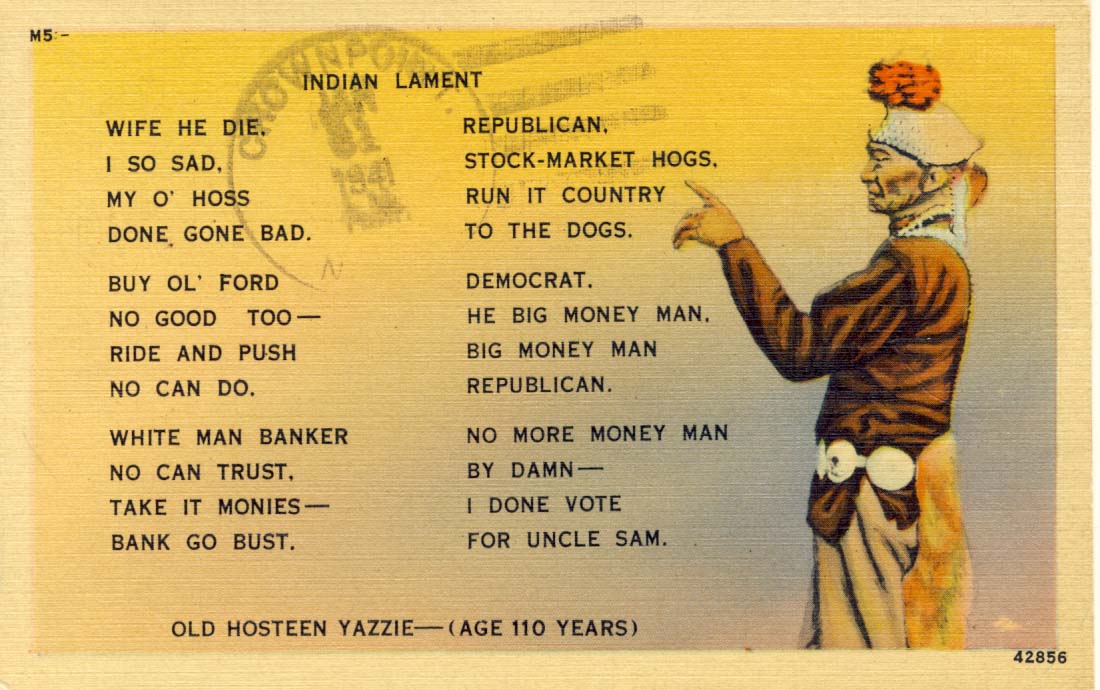 M5:-
CROWNPOINT.
JAN
31
1941
INDIAN LAMENT
WIFE HE DIE,
I SO SAD,
MY O' HOSS
DONE GONE BAD.
BUY OL' FORD
NO GOOD TOO—
RIDE AND PUSH
NO CAN DO.
WHITE MAN BANKER
NO CAN TRUST,
TAKE IT MONIES—
BANK GO BUST.
REPUBLICAN,
STOCK-MARKET HOGS,
RUN IT COUNTRY
TO THE DOGS.
DEMOCRAT,
HE BIG MONEY MAN,
BIG MONEY MAN
REPUBLICAN.
NO MORE MONEY MAN
BY DAMN—
I DONE VOTE
FOR UNCLE SAM.
OLD HOSTEEN YAZZIE—(AGE 110 YEARS)
42856